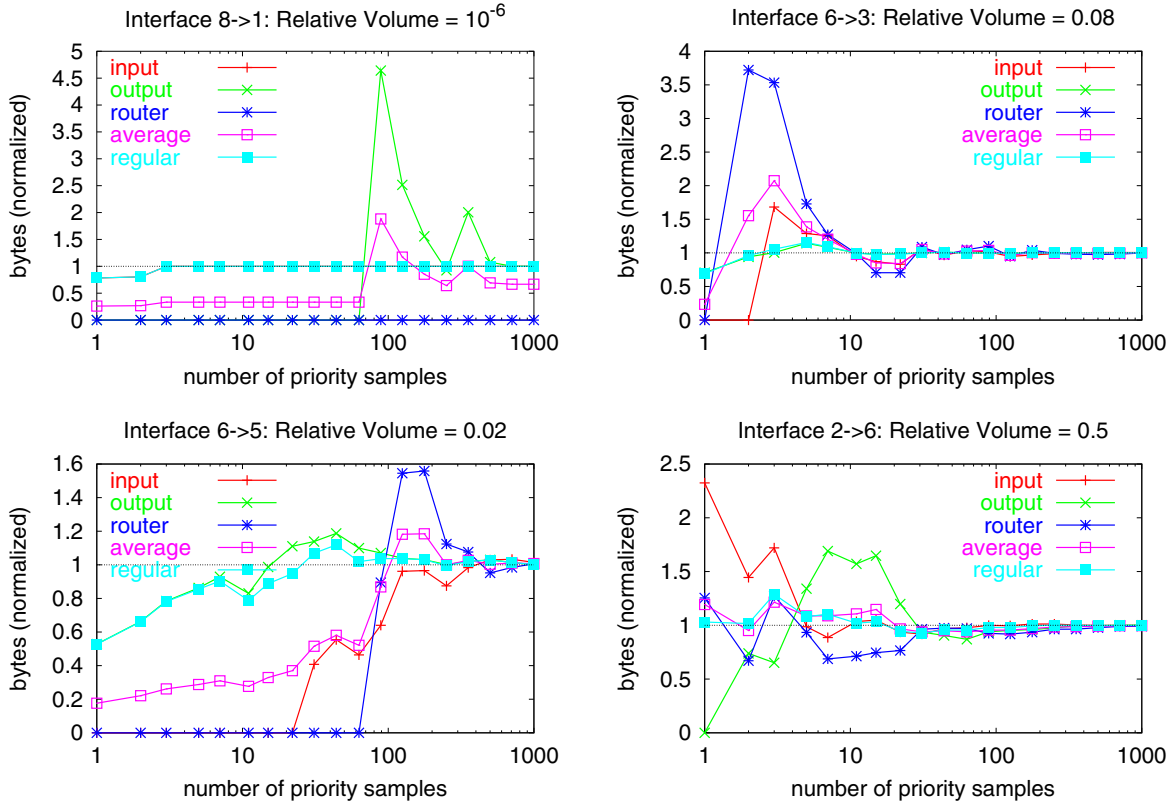 Interface 8->1: Relative Volume = 10^-6
bytes (normalized)
5
4.5
4
3.5
3
2.5
2
1.5
1
0.5
0
input
output
router
average
regular
1
10
100
1000
number of priority samples
Interface 6->3: Relative Volume = 0.08
bytes (normalized)
4
3.5
3
2.5
2
1.5
1
0.5
0
input
output
router
average
regular
1
10
100
1000
number of priority samples
Interface 6->5: Relative Volume = 0.02
bytes (normalized)
1.6
1.4
1.2
1
0.8
0.6
0.4
0.2
0
input
output
router
average
regular
1
10
100
1000
number of priority samples
Interface 2->6: Relative Volume = 0.5
bytes (normalized)
2.5
2
1.5
1
0.5
0
input
output
router
average
regular
1
10
100
1000
number of priority samples